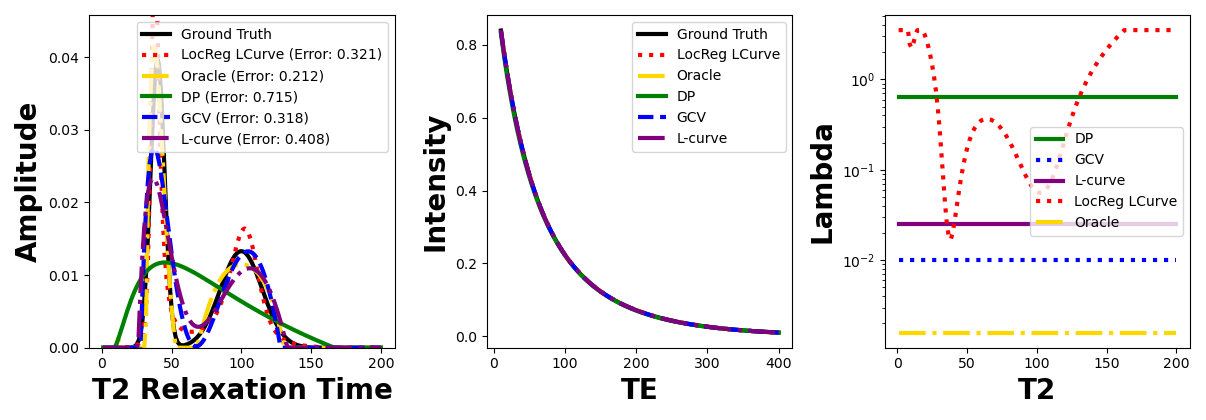 Amplitude
0.04
0.03
0.02
0.01
0.00
0
50
100
150
200
T2 Relaxation Time
Ground Truth
LocReg LCurve (Error: 0.321)
Oracle (Error: 0.212)
DP (Error: 0.715)
GCV (Error: 0.318)
L-curve (Error: 0.408)
Intensity
0.8
0.6
0.4
0.2
0.0
0
100
200
300
400
TE
Ground Truth
LocReg LCurve
Oracle
DP
GCV
L-curve
Lambda
10⁰
10⁻¹
10⁻²
0
50
100
150
200
T2
DP
GCV
L-curve
LocReg LCurve
Oracle